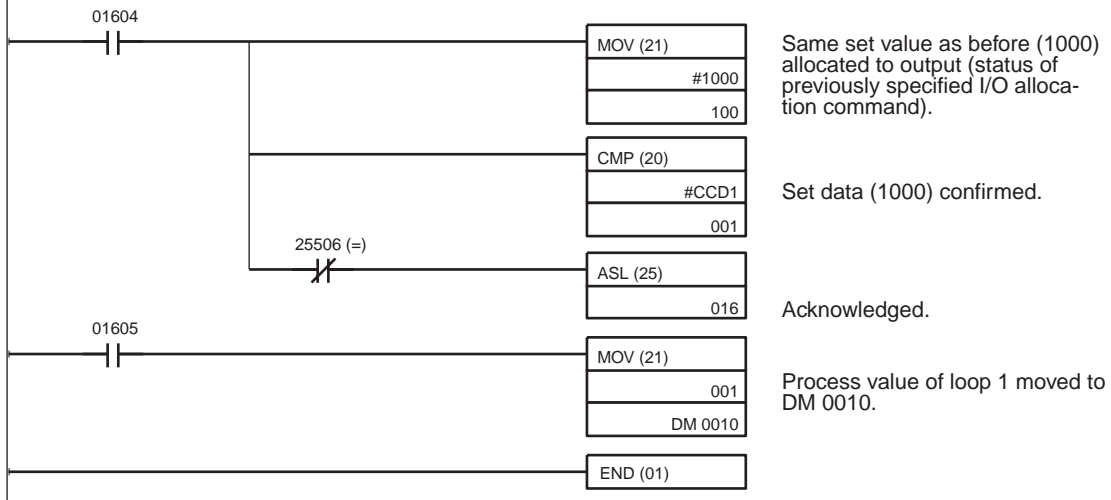 01604
MOV (21)
#1000
100
Same set value as before (1000)
allocated to output (status of
previously specified I/O alloca-
tion command).
CMP (20)
#CCD1
001
Set data (1000) confirmed.
25506 (=)
ASL (25)
016
Acknowledged.
01605
MOV (21)
001
DM 0010
Process value of loop 1 moved to
DM 0010.
END (01)